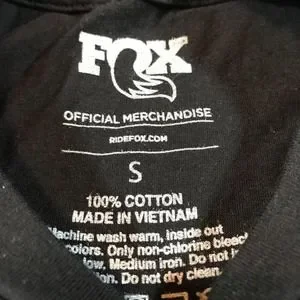 FOX
OFFICIAL MERCHANDISE
RIDEFOX.COM
S
100% COTTON
MADE IN VIETNAM
Machine wash warm, inside out
colors. Only non-chlorine bleach
low. Medium iron. Do not
on. Do not dry clean.